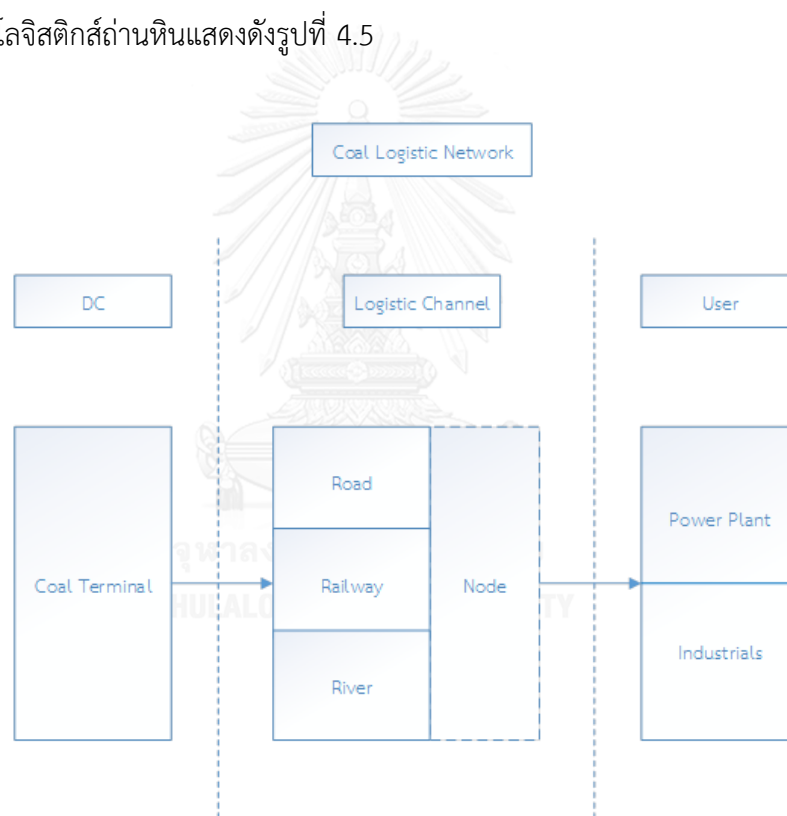 โลจิสติกส์ถ่านหินแสดงดังรูปที่ 4.5
Coal Logistic Network
DC
Logistic Channel
User
Coal Terminal
Road
Railway
River
Node
Power Plant
Industrials